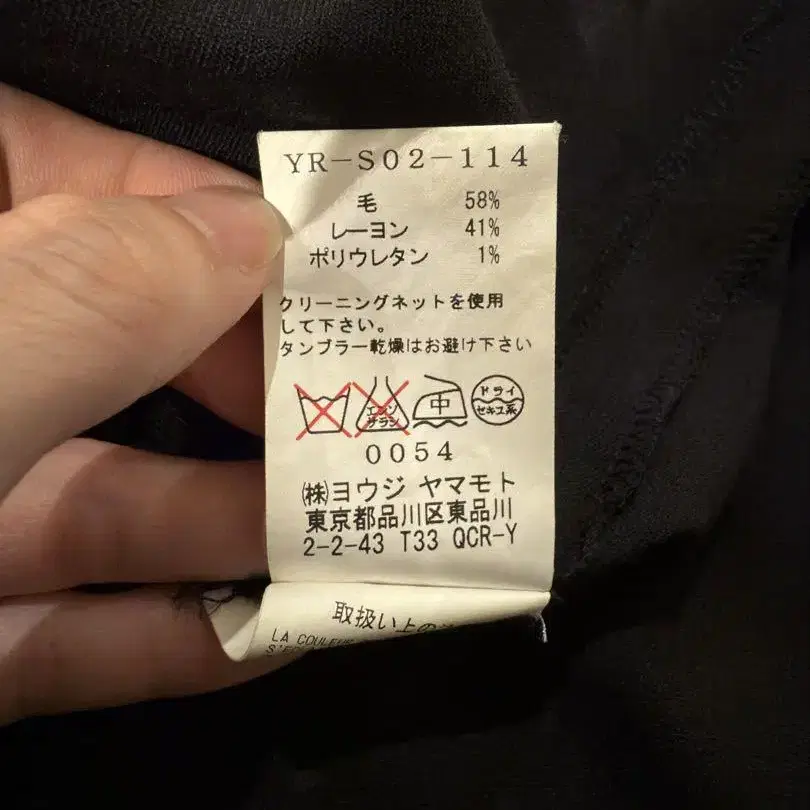 YR-S02-114
毛 58%
レーヨン 41%
ポリウレタン 1%
クリーニングネットを使用
して下さい。
タンブラー乾燥はお避け下さい
エンソ
サラシ
中
ドライ
セキユ系
0054
㈱ヨウジ ヤマモト
東京都品川区東品川
2-2-43 T33 QCR-Y
取扱い上の
LA COULEUR